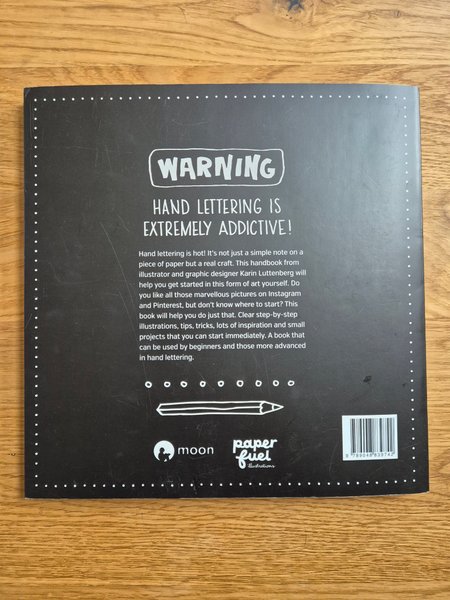 WARNING
HAND LETTERING IS
EXTREMELY ADDICTIVE!
Hand lettering is hot! It's not just a simple note on a
piece of paper but a real craft. This handbook from
illustrator and graphic designer Karin Luttenberg will
help you get started in this form of art yourself. Do
you like all those marvellous pictures on Instagram
and Pinterest, but don't know where to start? This
book will help you do just that. Clear step-by-step
illustrations, tips, tricks, lots of inspiration and small
projects that you can start immediately. A book that
can be used by beginners and those more advanced
in hand lettering.
moon
paper
fuel
illustrations
9 789048 839742